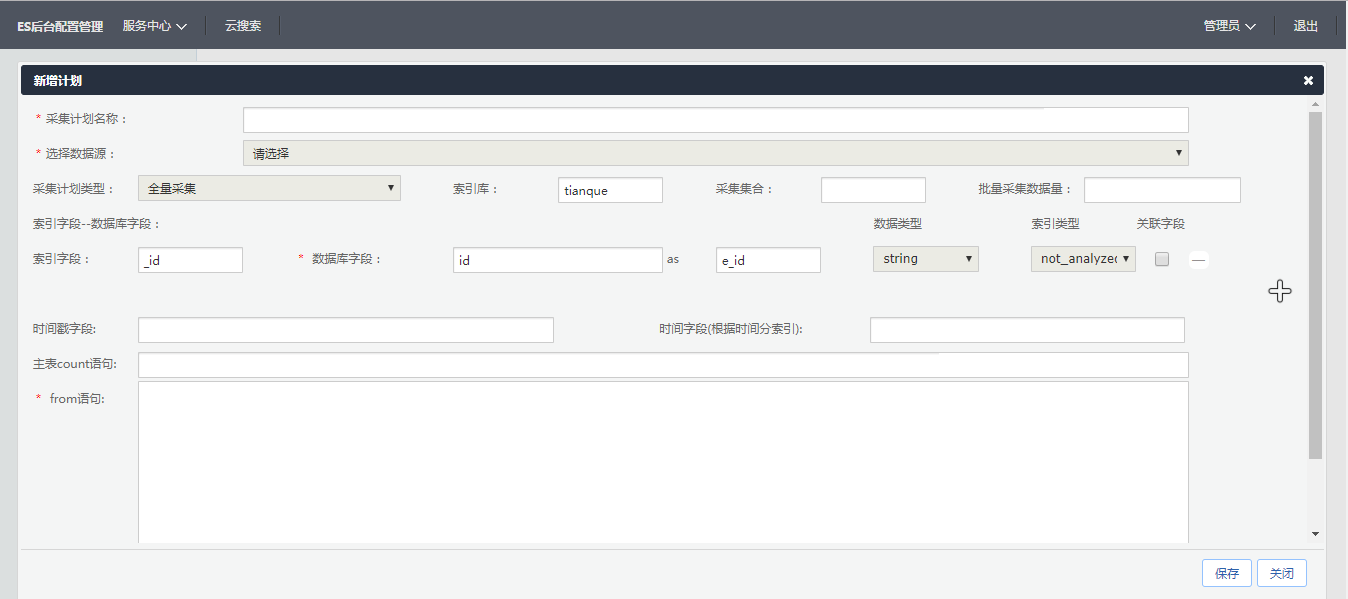 ES后台配置管理 服务中心 云搜索 管理员 退出
新增计划
* 采集计划名称：
* 选择数据源： 请选择
采集计划类型： 全量采集 索引库： tianque 采集集合： 批量采集数据量：
索引字段--数据库字段： 数据类型 索引类型 关联字段
索引字段： _id * 数据库字段： id as e_id string not_analyzed
时间戳字段: 时间字段(根据时间分索引):
主表count语句:
* from语句:
保存 关闭